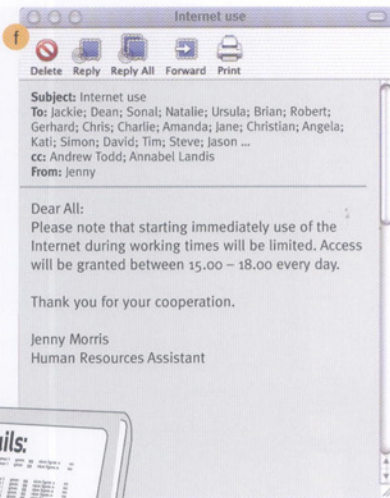 Internet use
f
Delete Reply Reply All Forward Print
Subject: Internet use
To: Jackie; Dean; Sonal; Natalie; Ursula; Brian; Robert;
Gerhard; Chris; Charlie; Amanda; Jane; Christian; Angela;
Kati; Simon; David; Tim; Steve; Jason ...
cc: Andrew Todd; Annabel Landis
From: Jenny
Dear All:
Please note that starting immediately use of the
Internet during working times will be limited. Access
will be granted between 15.00 – 18.00 every day.
Thank you for your cooperation.
Jenny Morris
Human Resources Assistant